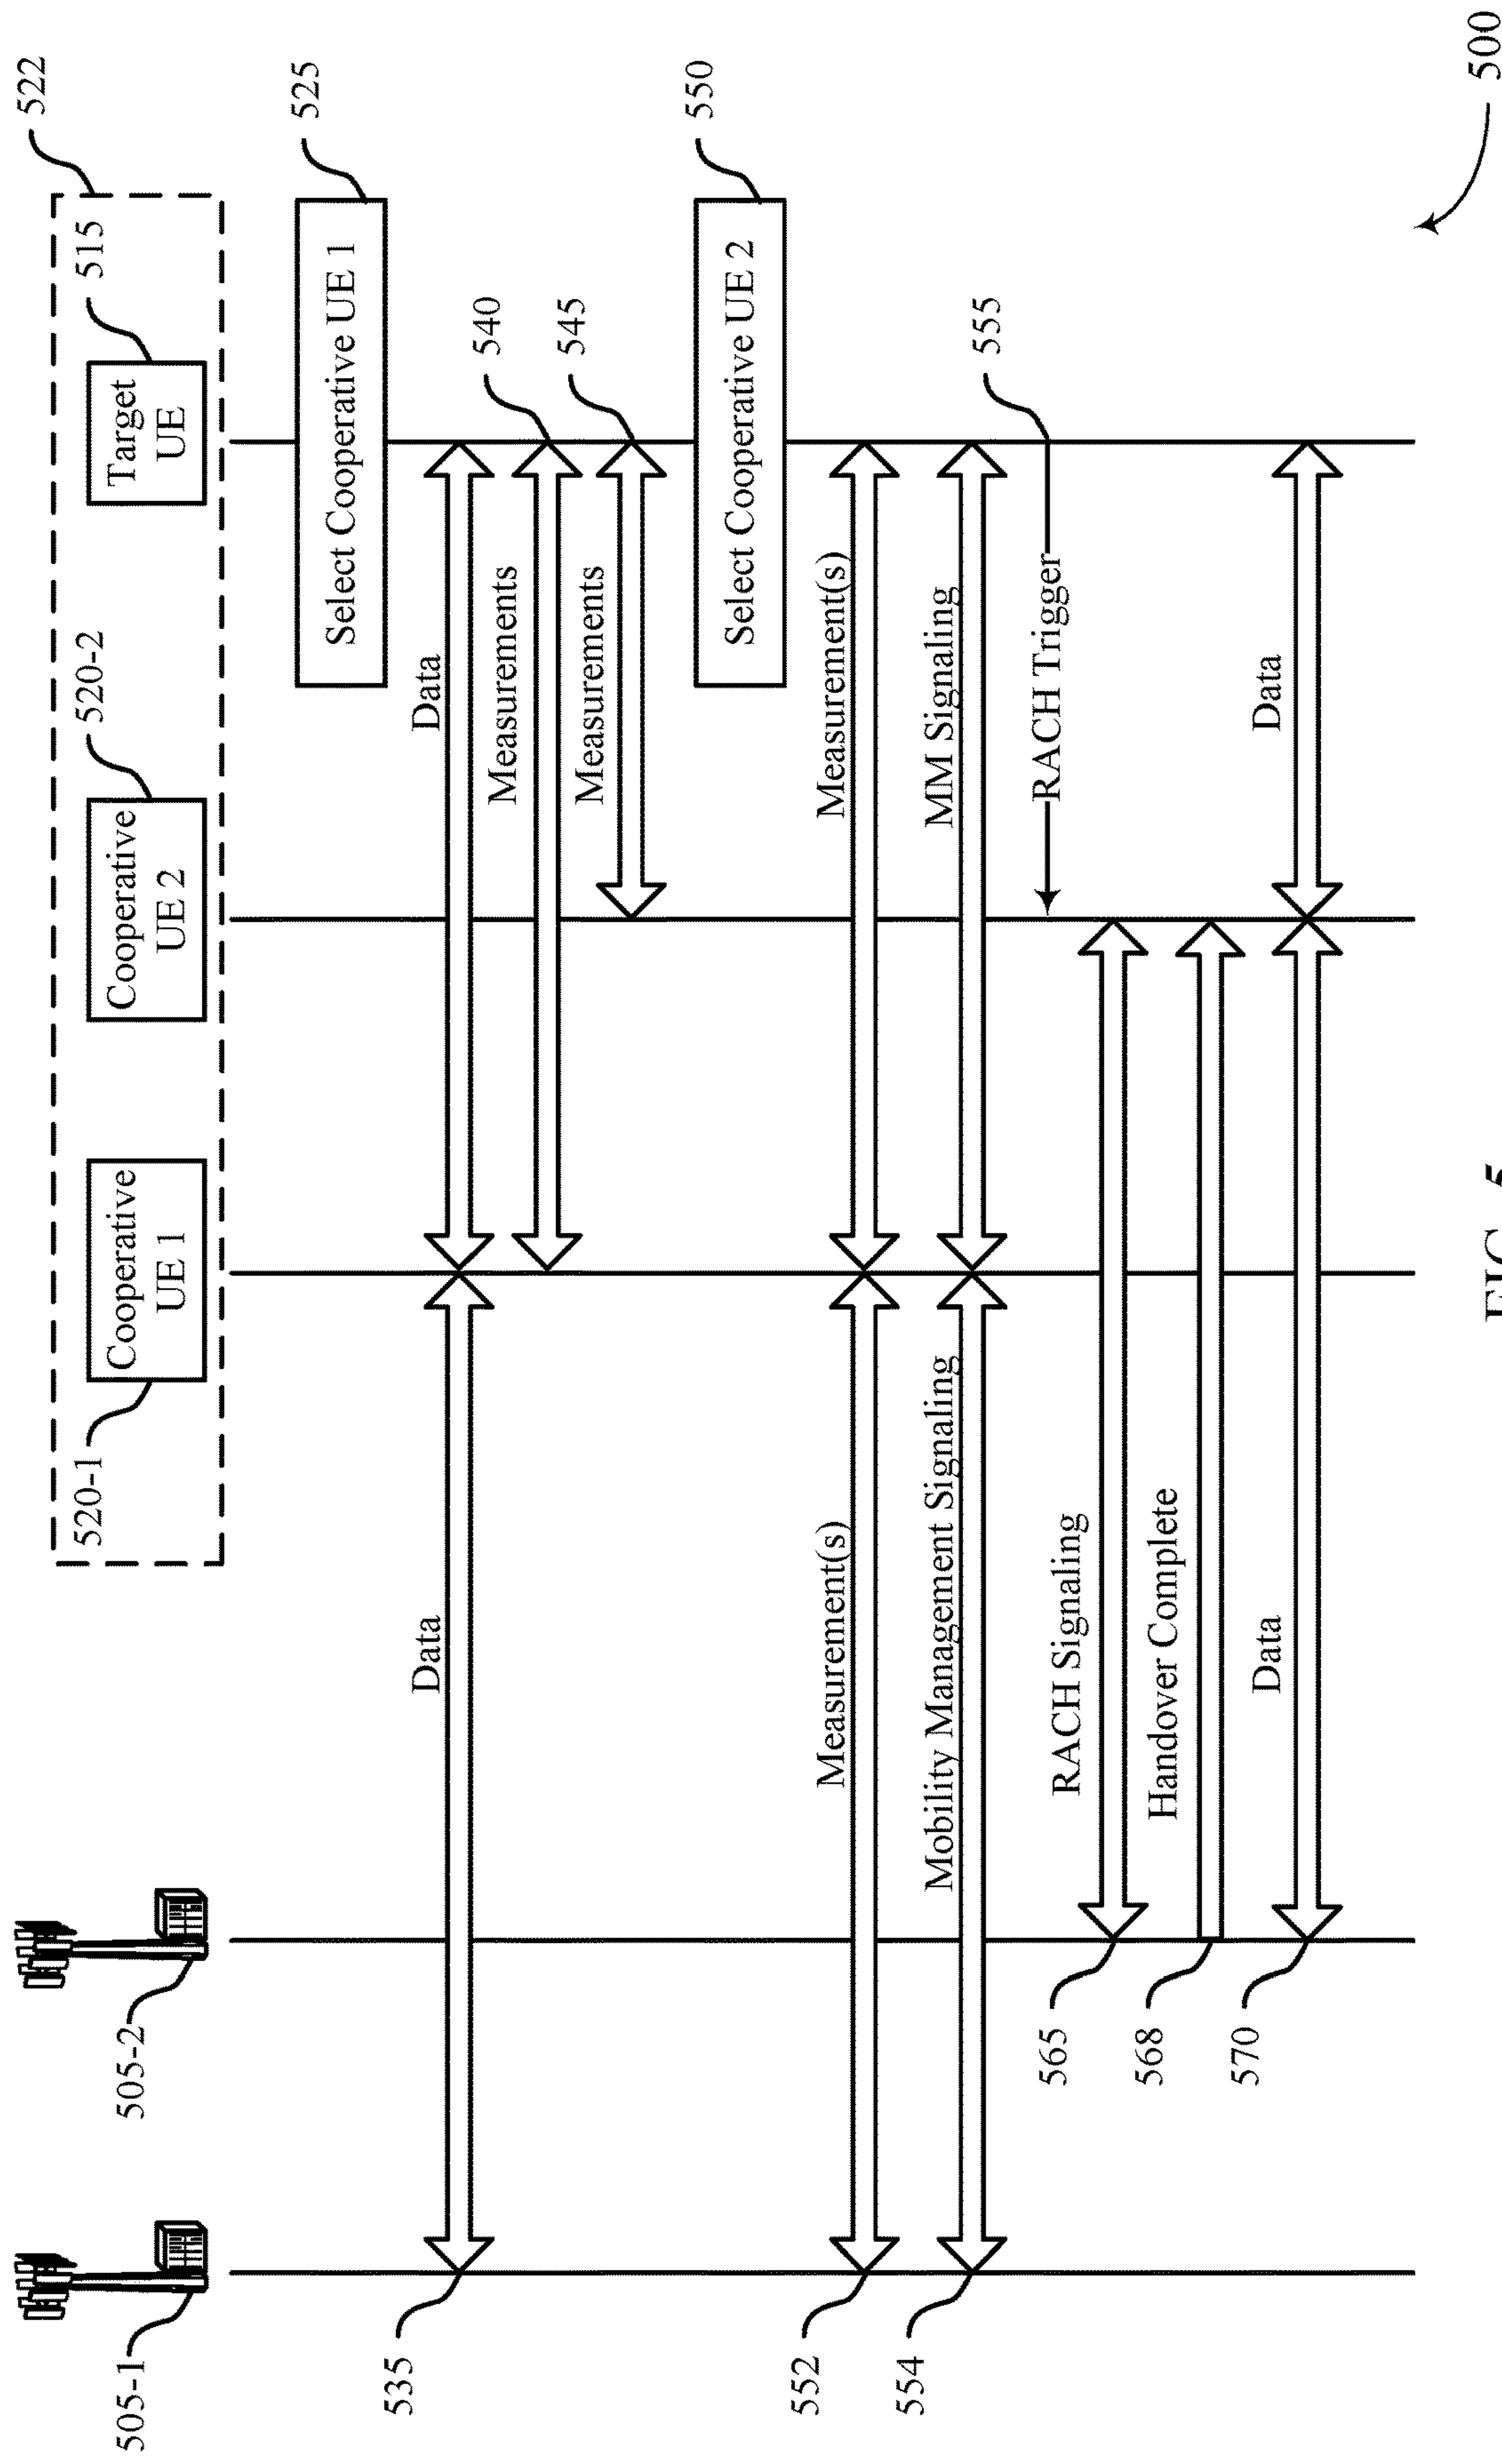 522
515
520-2
520-1
505-2
505-1
Target
UE
Cooperative
UE 2
Cooperative
UE 1
525
Select Cooperative UE 1
Data
Data
535
540
Measurements
545
Measurements
550
Select Cooperative UE 2
Measurement(s)
Measurement(s)
552
MM Signaling
Mobility Management Signaling
554
555
RACH Trigger
RACH Signaling
565
Handover Complete
568
Data
Data
570
500
FIG. 5